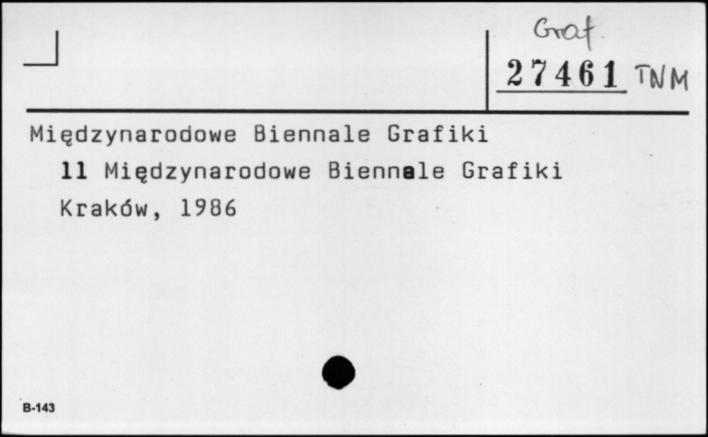 Graf.
27461 TNM
Międzynarodowe Biennale Grafiki
11 Międzynarodowe Biennale Grafiki
Kraków, 1986
B-143